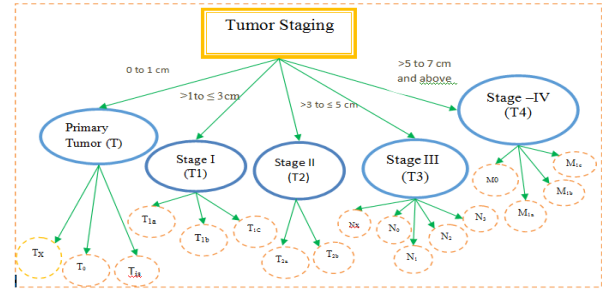 Tumor Staging
0 to 1 cm
>1to ≤ 3cm
>3 to ≤ 5 cm
>5 to 7 cm
and above
Primary
Tumor (T)
Stage I
(T1)
Stage II
(T2)
Stage III
(T3)
Stage –IV
(T4)
TX
T0
Tis
T1a
T1b
T1C
T2a
T2b
Nx
N0
N1
N2
N3
M0
M1a
M1b
M1c